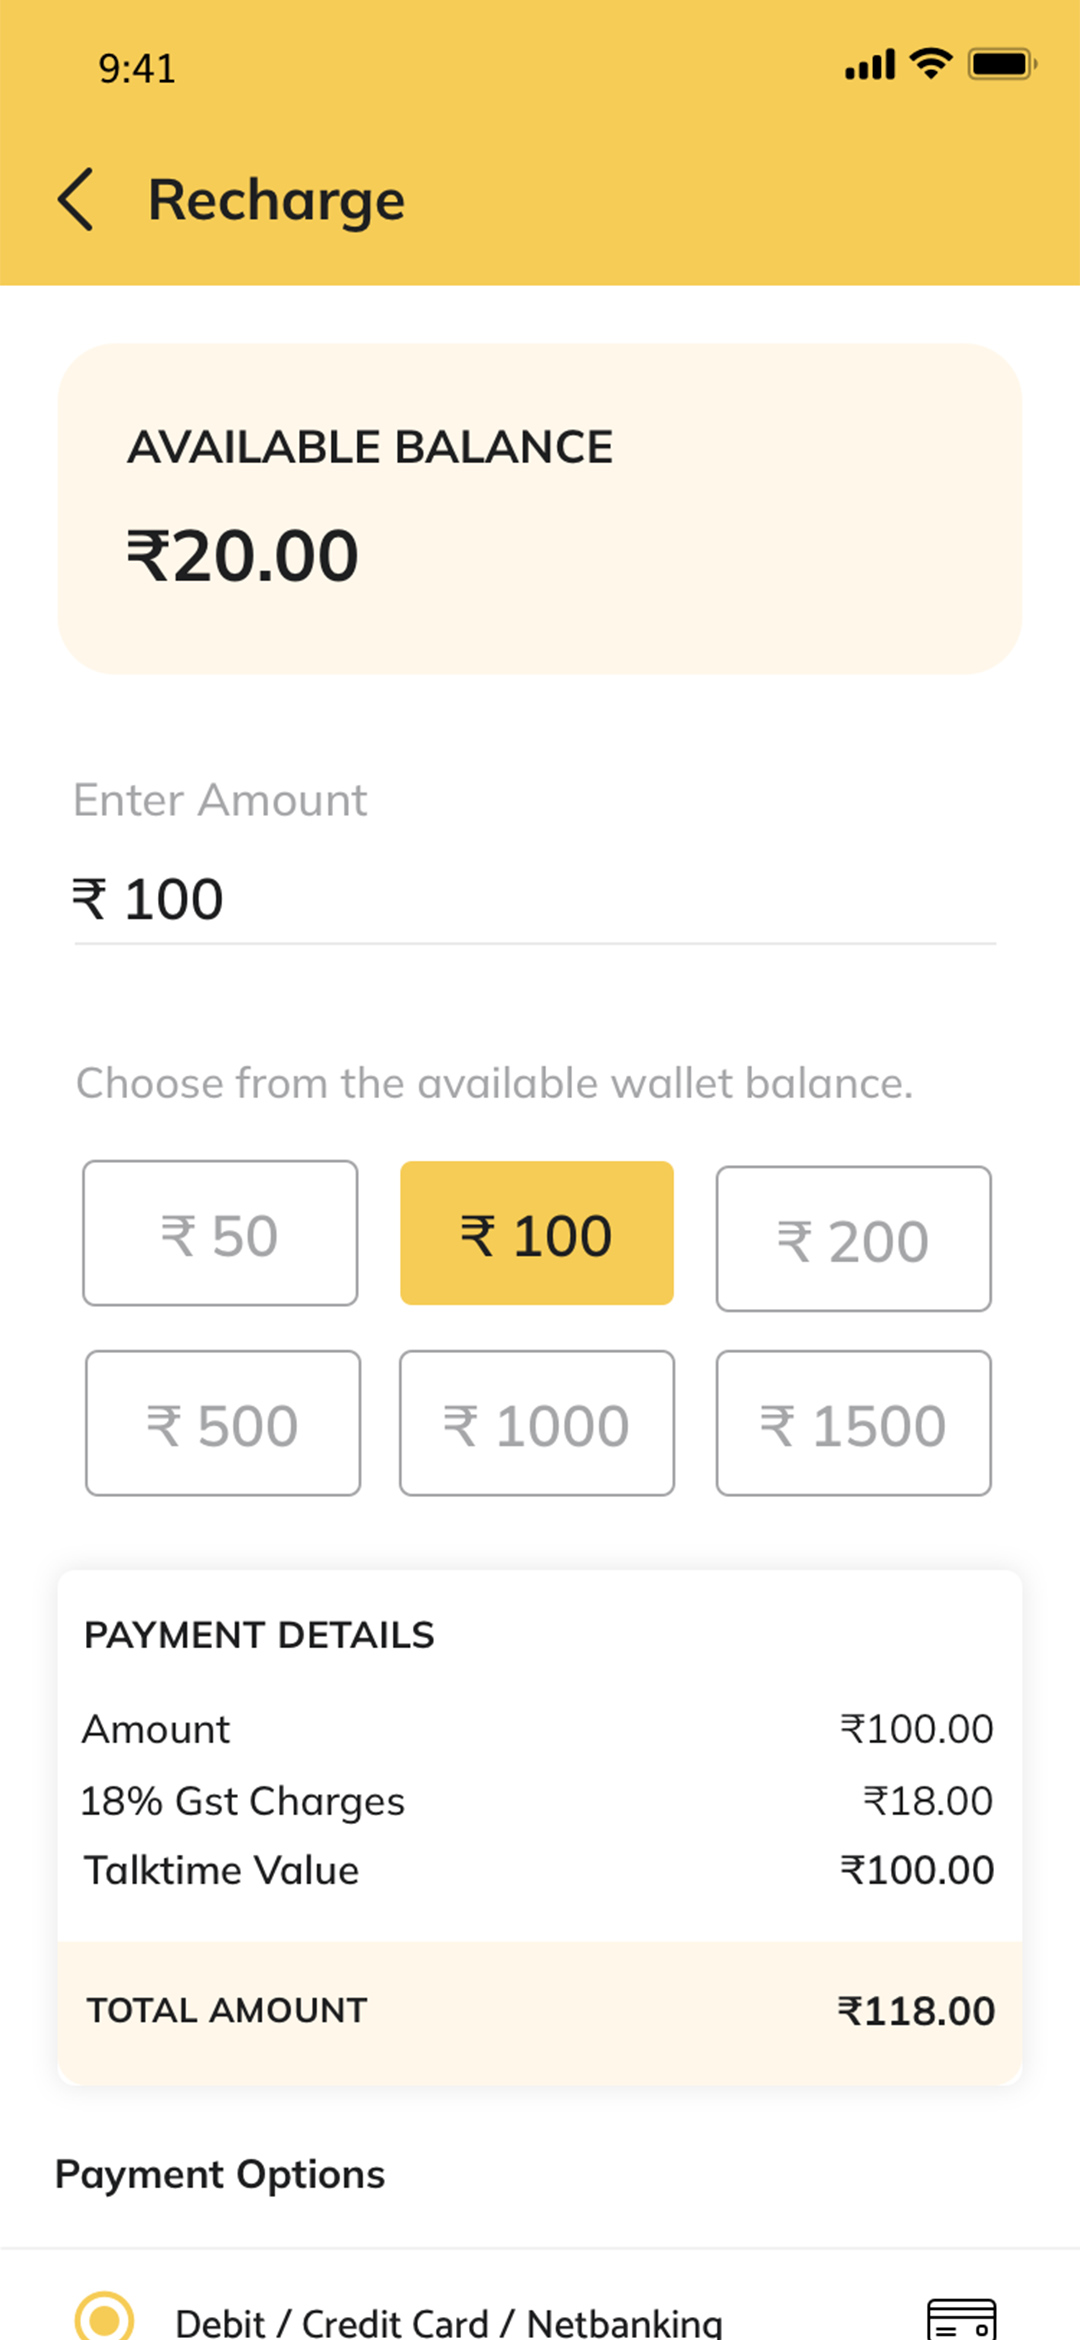 9:41
Recharge
AVAILABLE BALANCE
₹20.00
Enter Amount
₹ 100
Choose from the available wallet balance.
₹ 50 ₹ 100 ₹ 200
₹ 500 ₹ 1000 ₹ 1500
PAYMENT DETAILS
Amount ₹100.00
18% Gst Charges ₹18.00
Talktime Value ₹100.00
TOTAL AMOUNT ₹118.00
Payment Options
Debit / Credit Card / Netbanking